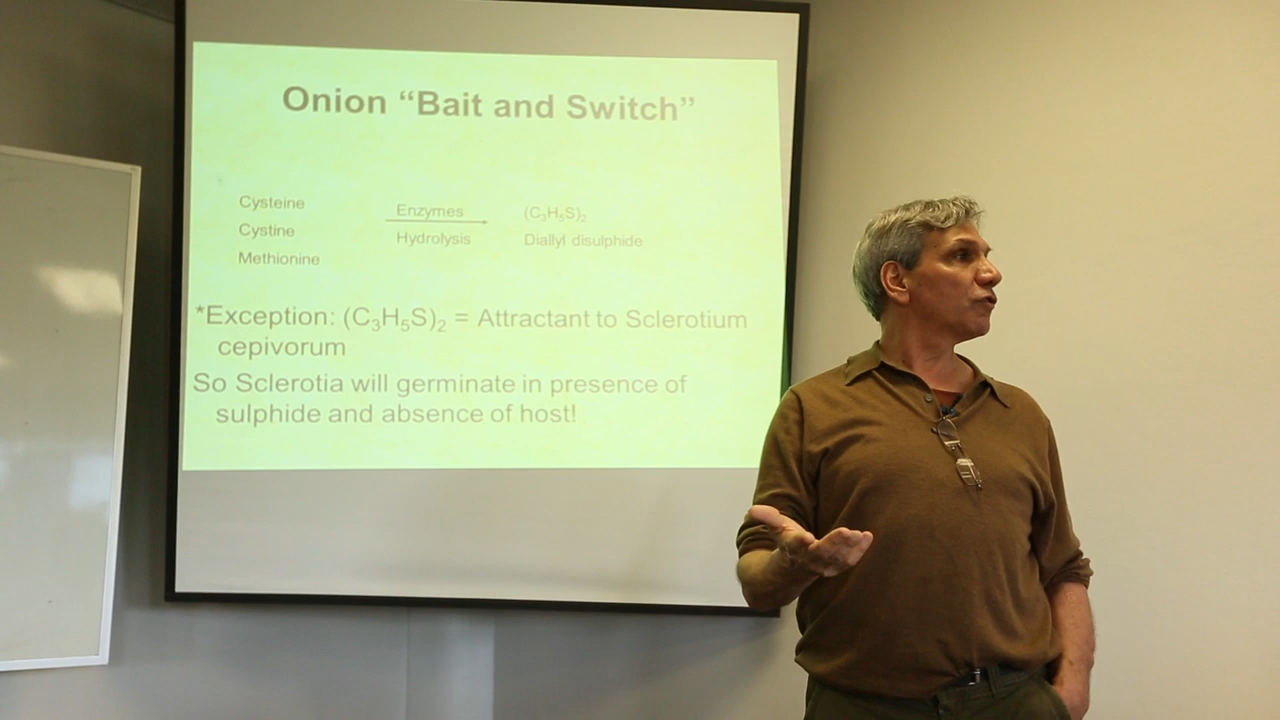 Onion “Bait and Switch”
Cysteine
Cystine
Methionine
Enzymes
Hydrolysis
(C₃H₅S)₂
Diallyl disulphide
*Exception: (C₃H₅S)₂ = Attractant to Sclerotium
cepivorum
So Sclerotia will germinate in presence of
sulphide and absence of host!